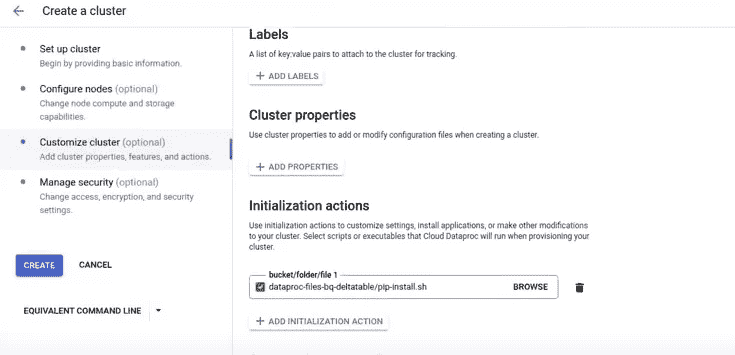 Create a cluster
Set up cluster
Begin by providing basic information.
Configure nodes (optional)
Change node compute and storage
capabilities.
Customize cluster (optional)
Add cluster properties, features, and actions.
Manage security (optional)
Change access, encryption, and security
settings.
CREATE CANCEL
EQUIVALENT COMMAND LINE
Labels
A list of key:value pairs to attach to the cluster for tracking.
ADD LABELS
Cluster properties
Use cluster properties to add or modify configuration files when creating a cluster.
ADD PROPERTIES
Initialization actions
Use initialization actions to customize settings, install applications, or make other modifications
to your cluster. Select scripts or executables that Cloud Dataproc will run when provisioning your
cluster.
bucket/folder/file 1
dataproc-files-bq-deltatable/pip-install.sh BROWSE
ADD INITIALIZATION ACTION